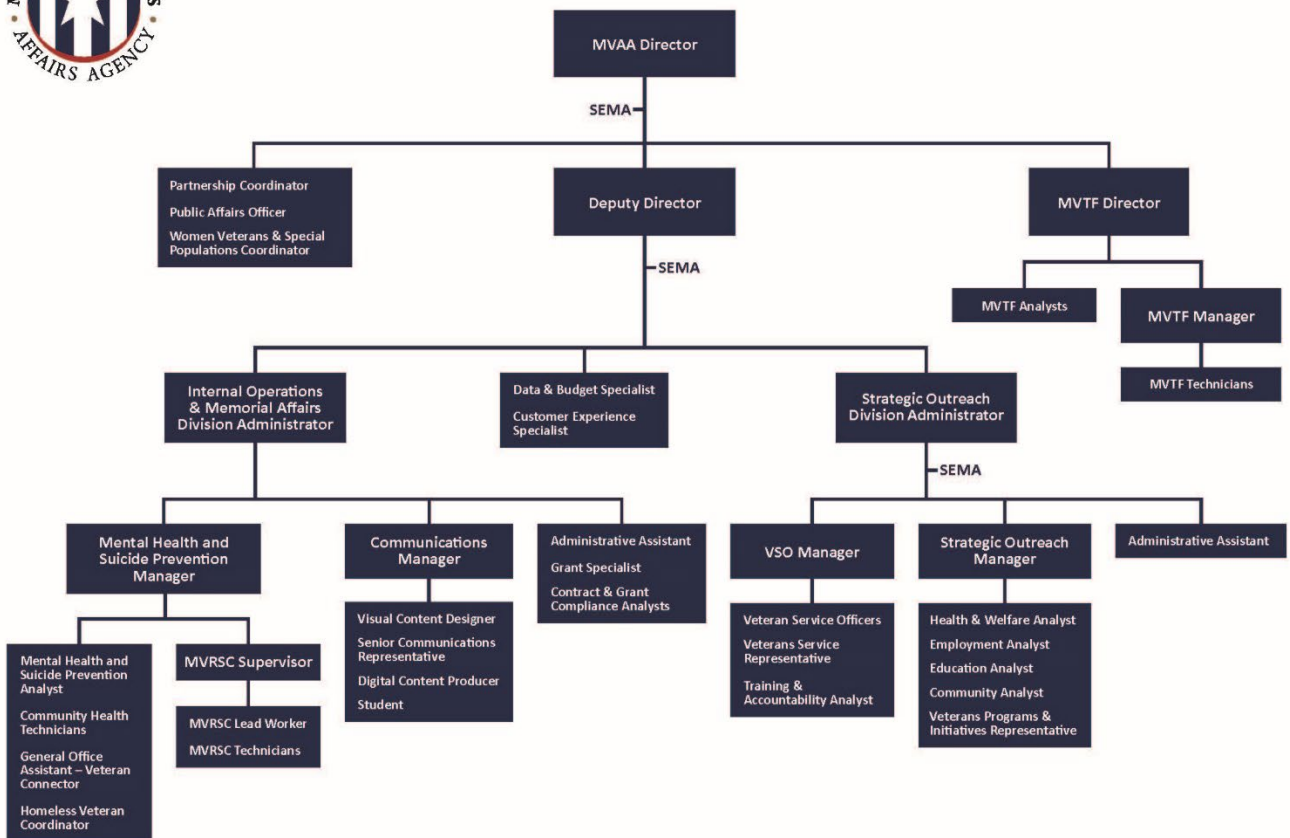 AFFAIRS AGENCY
MVAA Director
SEMA
Partnership Coordinator
Public Affairs Officer
Women Veterans & Special
Populations Coordinator
Deputy Director
MVTF Director
SEMA
MVTF Analysts
MVTF Manager
MVTF Technicians
Internal Operations
& Memorial Affairs
Division Administrator
Data & Budget Specialist
Customer Experience
Specialist
Strategic Outreach
Division Administrator
SEMA
Mental Health and
Suicide Prevention
Manager
Communications
Manager
Administrative Assistant
Grant Specialist
Contract & Grant
Compliance Analysts
VSO Manager
Strategic Outreach
Manager
Administrative Assistant
Mental Health and
Suicide Prevention
Analyst
Community Health
Technicians
General Office
Assistant – Veteran
Connector
Homeless Veteran
Coordinator
MVRSC Supervisor
MVRSC Lead Worker
MVRSC Technicians
Visual Content Designer
Senior Communications
Representative
Digital Content Producer
Student
Veteran Service Officers
Veterans Service
Representative
Training &
Accountability Analyst
Health & Welfare Analyst
Employment Analyst
Education Analyst
Community Analyst
Veterans Programs &
Initiatives Representative